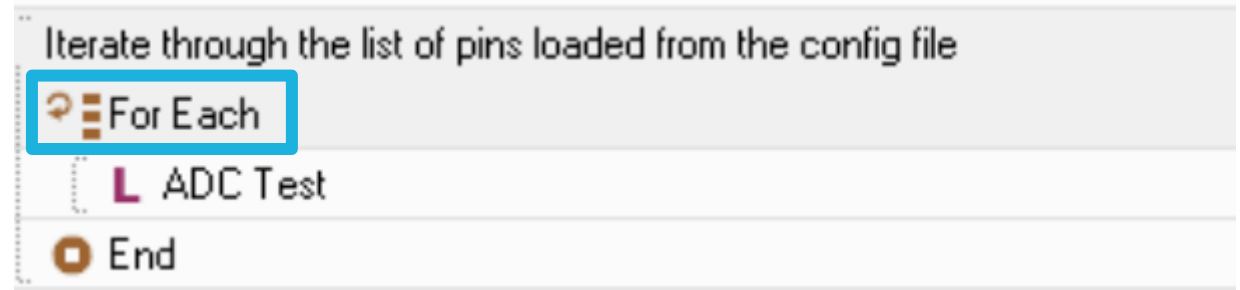 Iterate through the list of pins loaded from the config file
For Each
L ADC Test
End